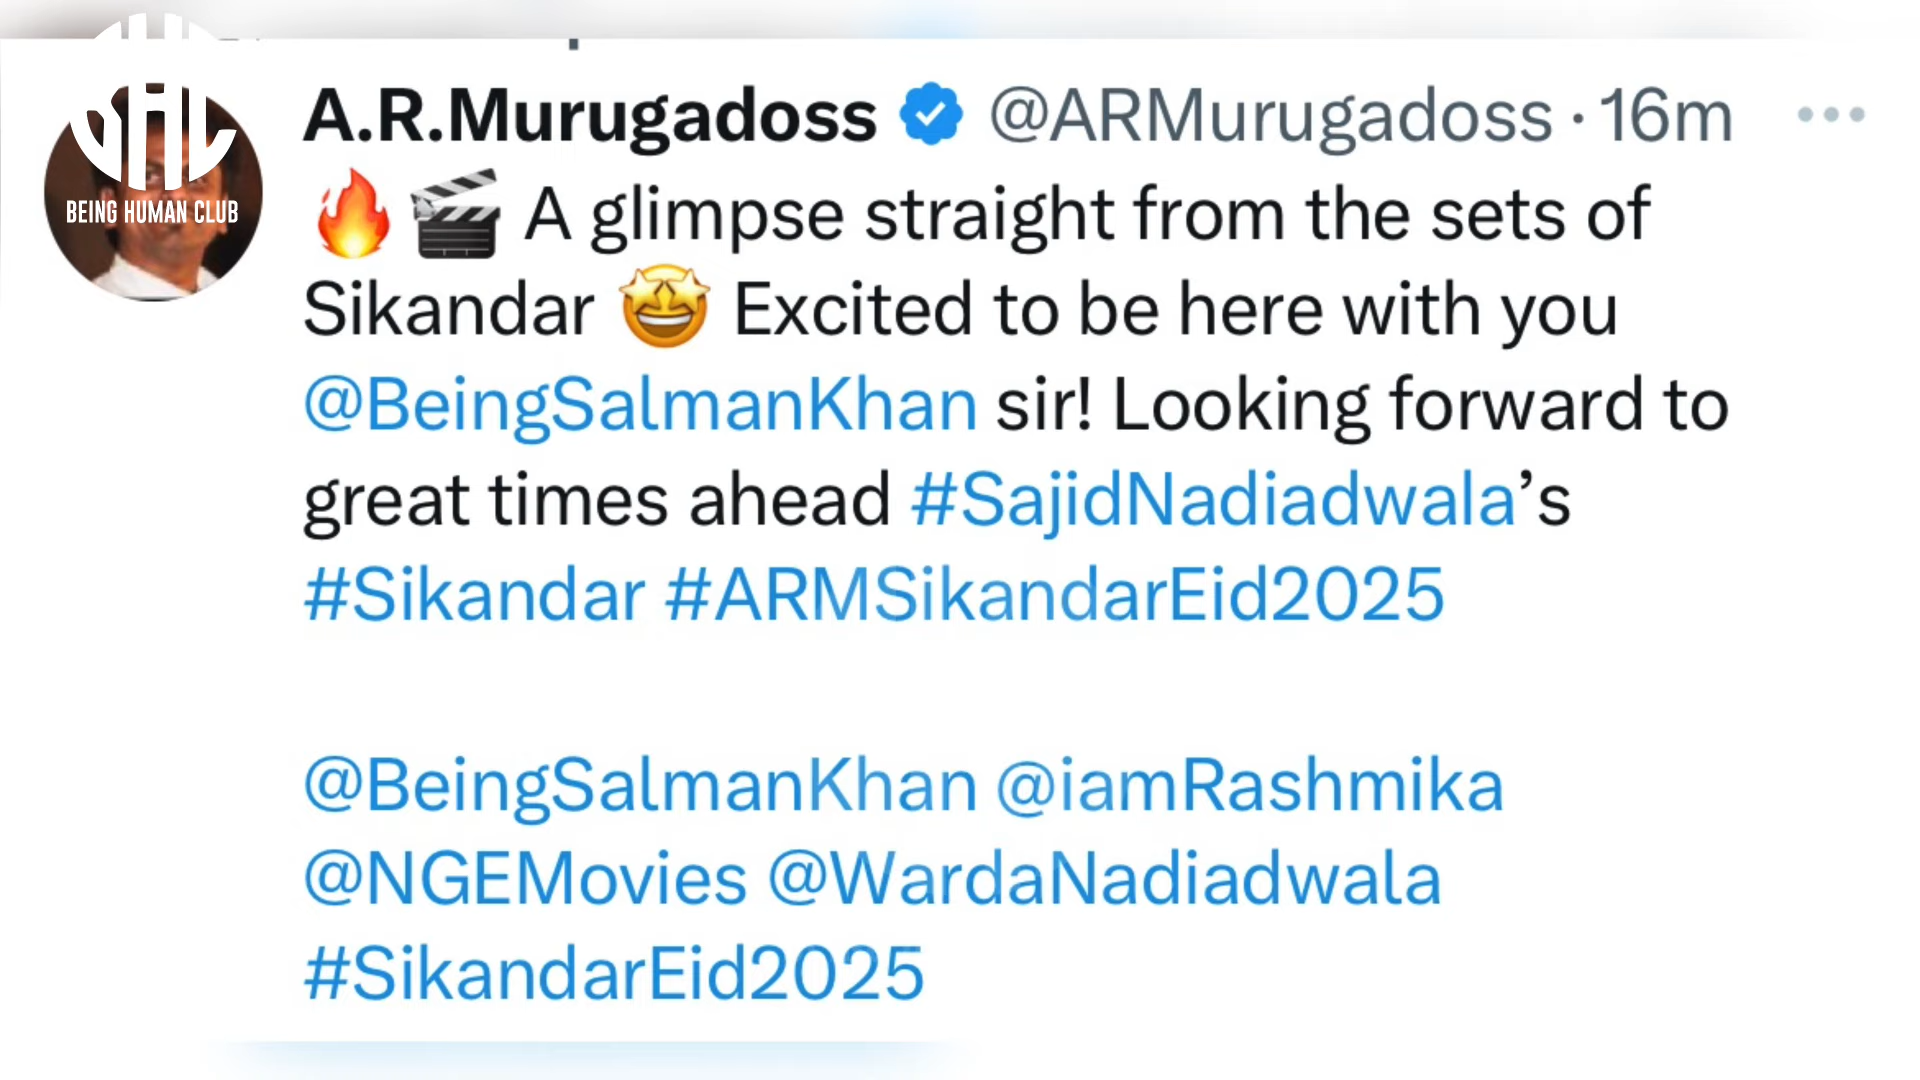 A.R.Murugadoss @ARMurugadoss · 16m
🔥 🎬 A glimpse straight from the sets of
Sikandar 🤩 Excited to be here with you
@BeingSalmanKhan sir! Looking forward to
great times ahead #SajidNadiadwala’s
#Sikandar #ARMSikandarEid2025
@BeingSalmanKhan @iamRashmika
@NGEMovies @WardaNadiadwala
#SikandarEid2025
BHC
BEING HUMAN CLUB